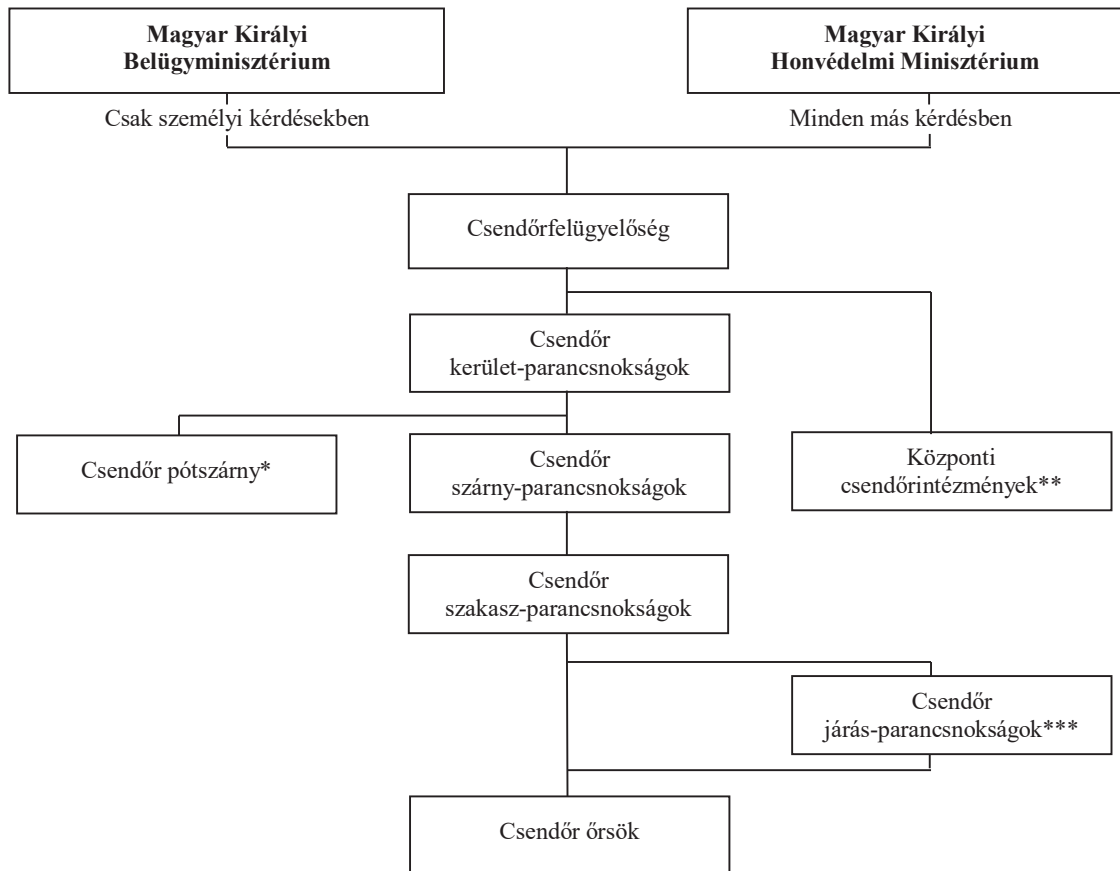 Magyar Királyi
Belügyminisztérium
Magyar Királyi
Honvédelmi Minisztérium
Csak személyi kérdésekben
Minden más kérdésben
Csendőrfelügyelőség
Csendőr
kerület-parancsnokságok
Csendőr pótszárny*
Csendőr
szárny-parancsnokságok
Központi
csendőrintézmények**
Csendőr
szakasz-parancsnokságok
Csendőr
járás-parancsnokságok***
Csendőr őrsök